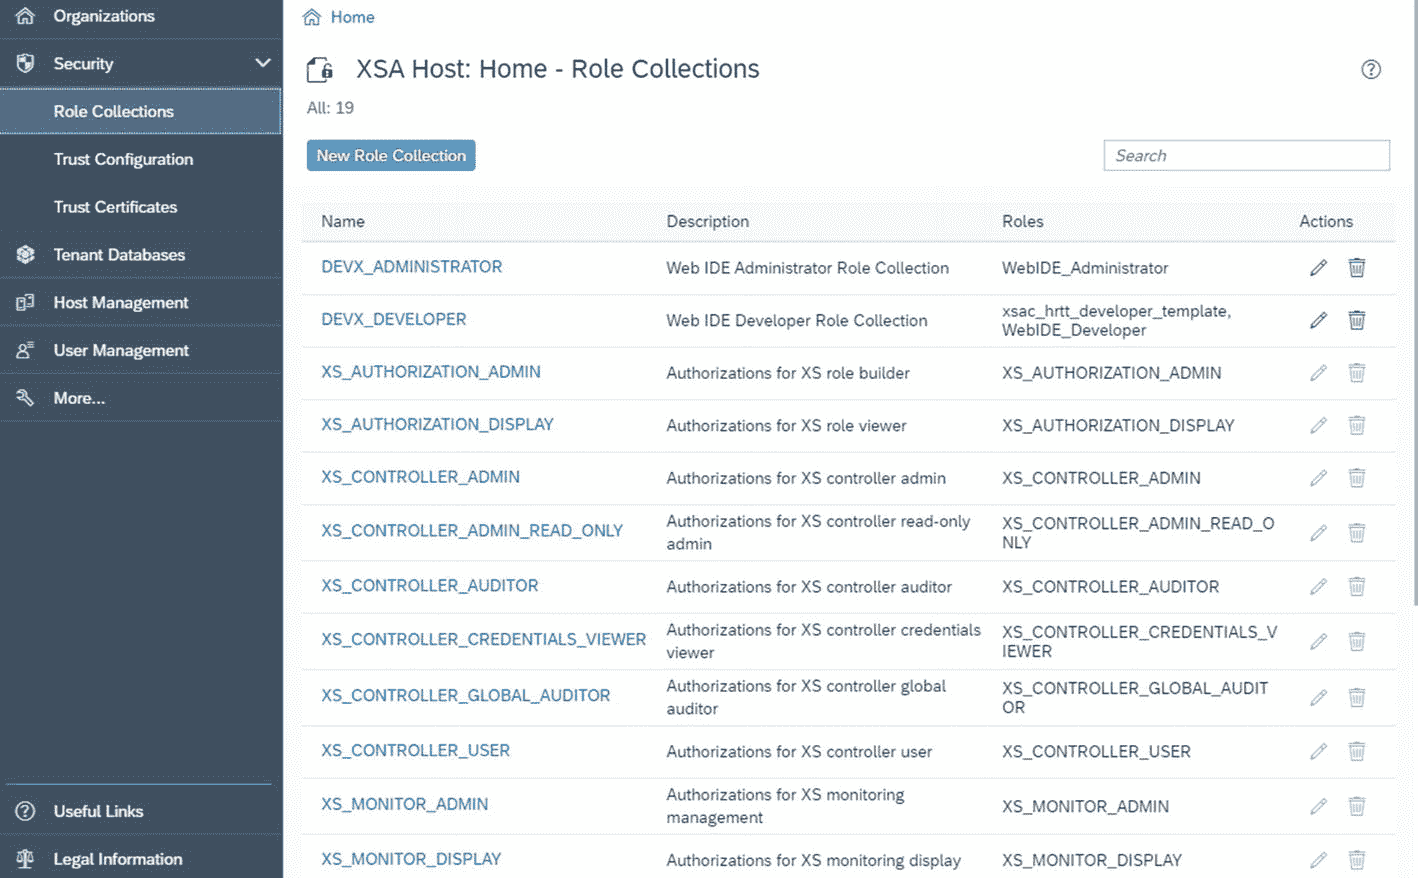 Organizations
Security
Role Collections
Trust Configuration
Trust Certificates
Tenant Databases
Host Management
User Management
More...
Useful Links
Legal Information
Home
XSA Host: Home - Role Collections
All: 19
New Role Collection
Search
Name Description Roles Actions
DEVX_ADMINISTRATOR Web IDE Administrator Role Collection WebIDE_Administrator
DEVX_DEVELOPER Web IDE Developer Role Collection xsac_hrtt_developer_template,
WebIDE_Developer
XS_AUTHORIZATION_ADMIN Authorizations for XS role builder XS_AUTHORIZATION_ADMIN
XS_AUTHORIZATION_DISPLAY Authorizations for XS role viewer XS_AUTHORIZATION_DISPLAY
XS_CONTROLLER_ADMIN Authorizations for XS controller admin XS_CONTROLLER_ADMIN
XS_CONTROLLER_ADMIN_READ_ONLY Authorizations for XS controller read-only XS_CONTROLLER_ADMIN_READ_O
admin NLY
XS_CONTROLLER_AUDITOR Authorizations for XS controller auditor XS_CONTROLLER_AUDITOR
XS_CONTROLLER_CREDENTIALS_VIEWER Authorizations for XS controller credentials XS_CONTROLLER_CREDENTIALS_V
viewer IEWER
XS_CONTROLLER_GLOBAL_AUDITOR Authorizations for XS controller global XS_CONTROLLER_GLOBAL_AUDIT
auditor OR
XS_CONTROLLER_USER Authorizations for XS controller user XS_CONTROLLER_USER
XS_MONITOR_ADMIN Authorizations for XS monitoring XS_MONITOR_ADMIN
management
XS_MONITOR_DISPLAY Authorizations for XS monitoring display XS_MONITOR_DISPLAY